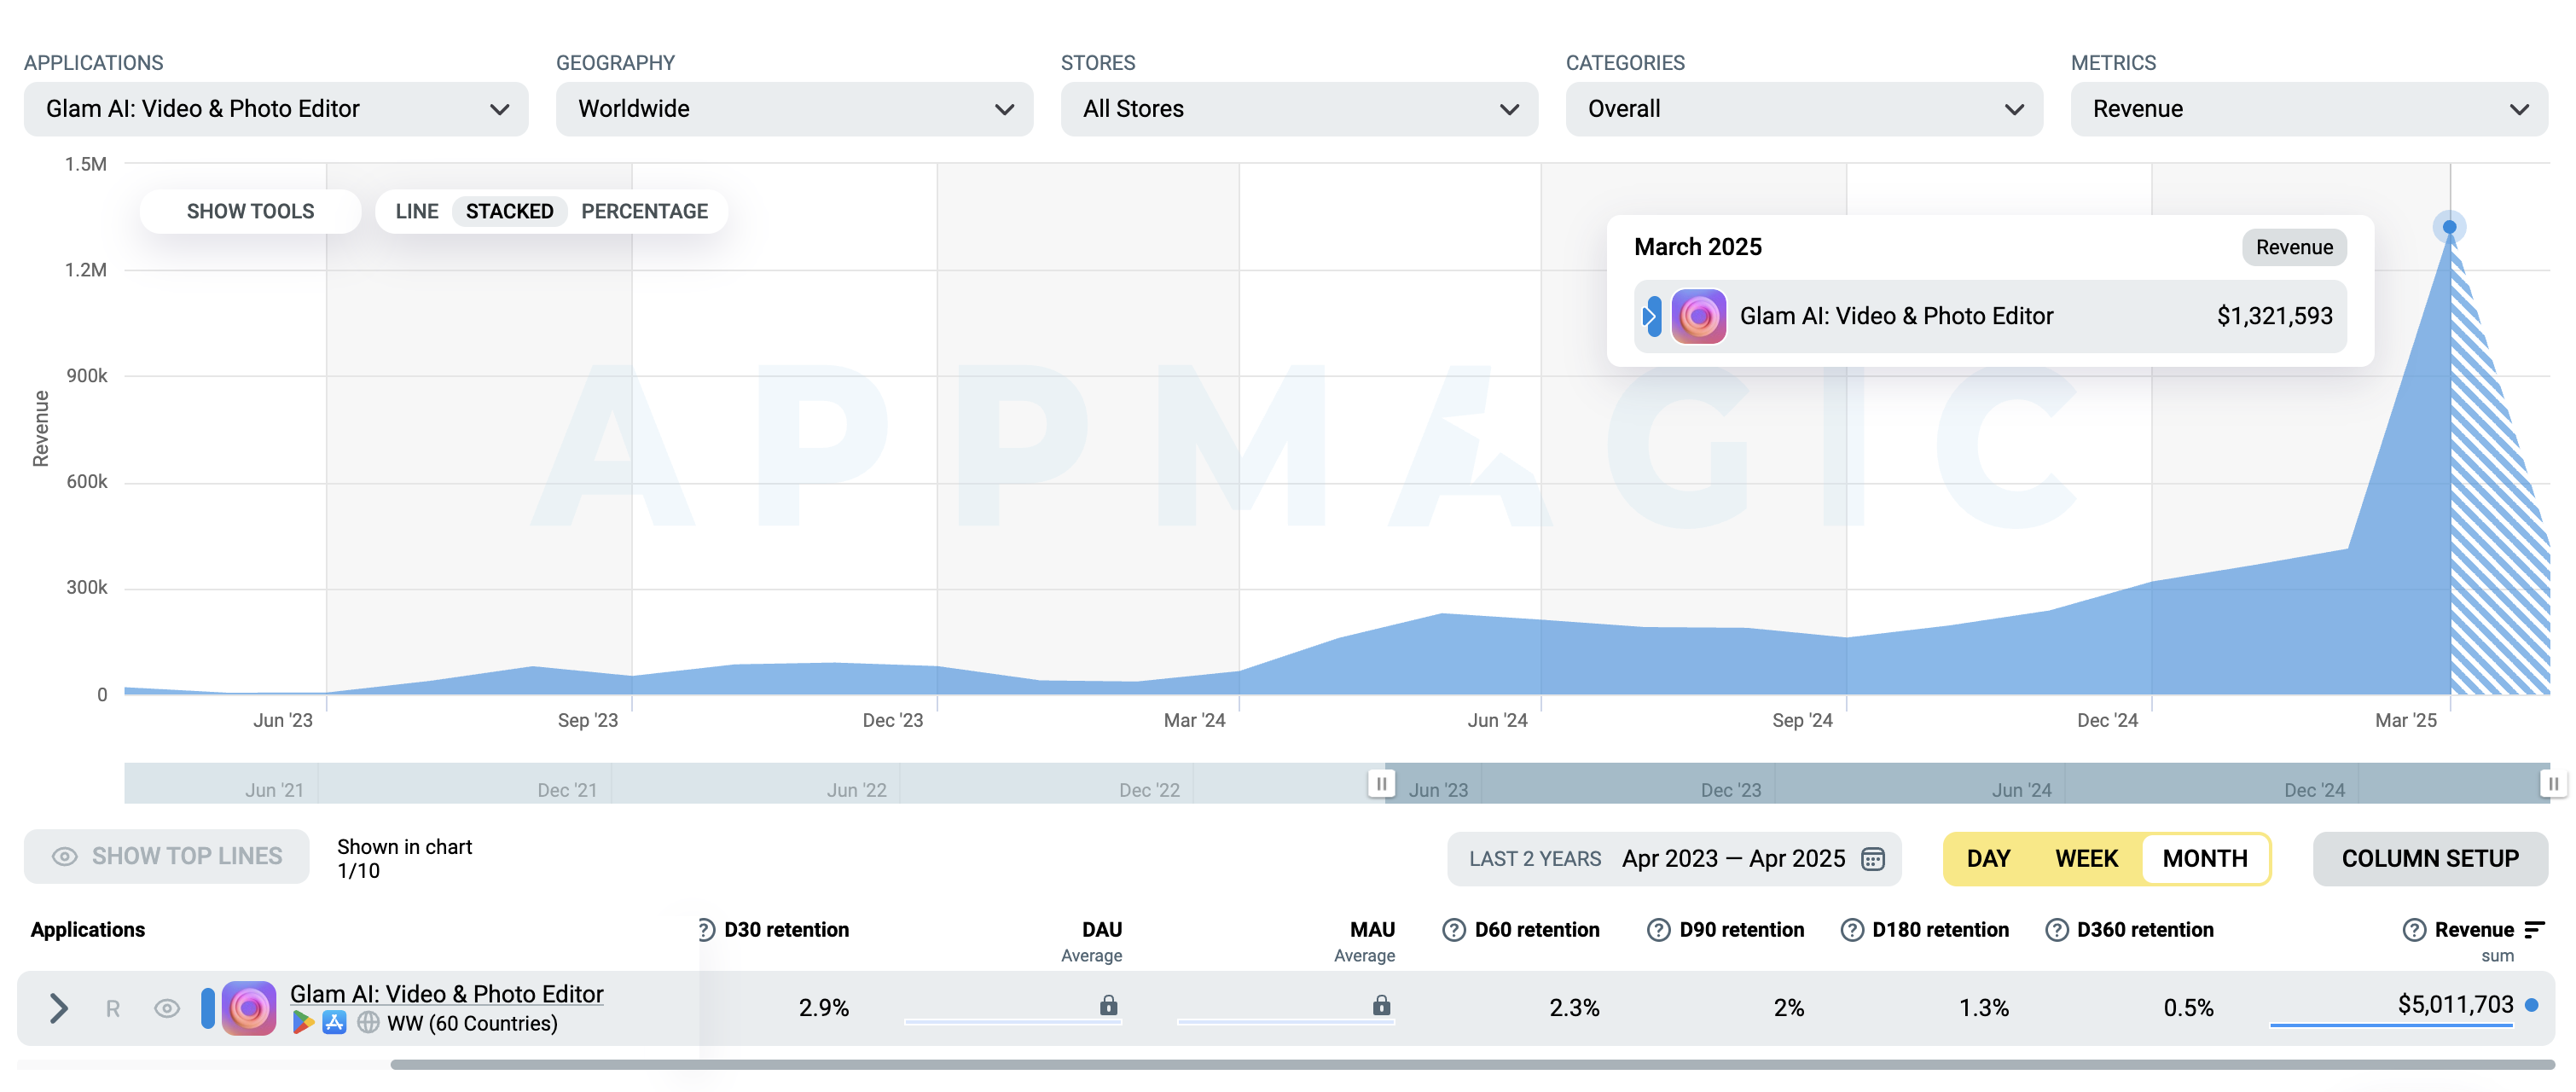 APPLICATIONS GEOGRAPHY STORES CATEGORIES METRICS
Glam AI: Video & Photo Editor Worldwide All Stores Overall Revenue
1.5M
SHOW TOOLS LINE STACKED PERCENTAGE
March 2025 Revenue
1.2M
Glam AI: Video & Photo Editor $1,321,593
900k
APPMAGIC
Revenue
600k
300k
0
Jun '23 Sep '23 Dec '23 Mar '24 Jun '24 Sep '24 Dec '24 Mar '25
Jun '21 Dec '21 Jun '22 Dec '22 Jun '23 Dec '23 Jun '24 Dec '24
SHOW TOP LINES Shown in chart
1/10
LAST 2 YEARS Apr 2023 — Apr 2025 DAY WEEK MONTH COLUMN SETUP
Applications ? D30 retention DAU MAU ? D60 retention ? D90 retention ? D180 retention ? D360 retention ? Revenue
Average Average sum
R Glam AI: Video & Photo Editor 2.9% 2.3% 2% 1.3% 0.5% $5,011,703
WW (60 Countries)